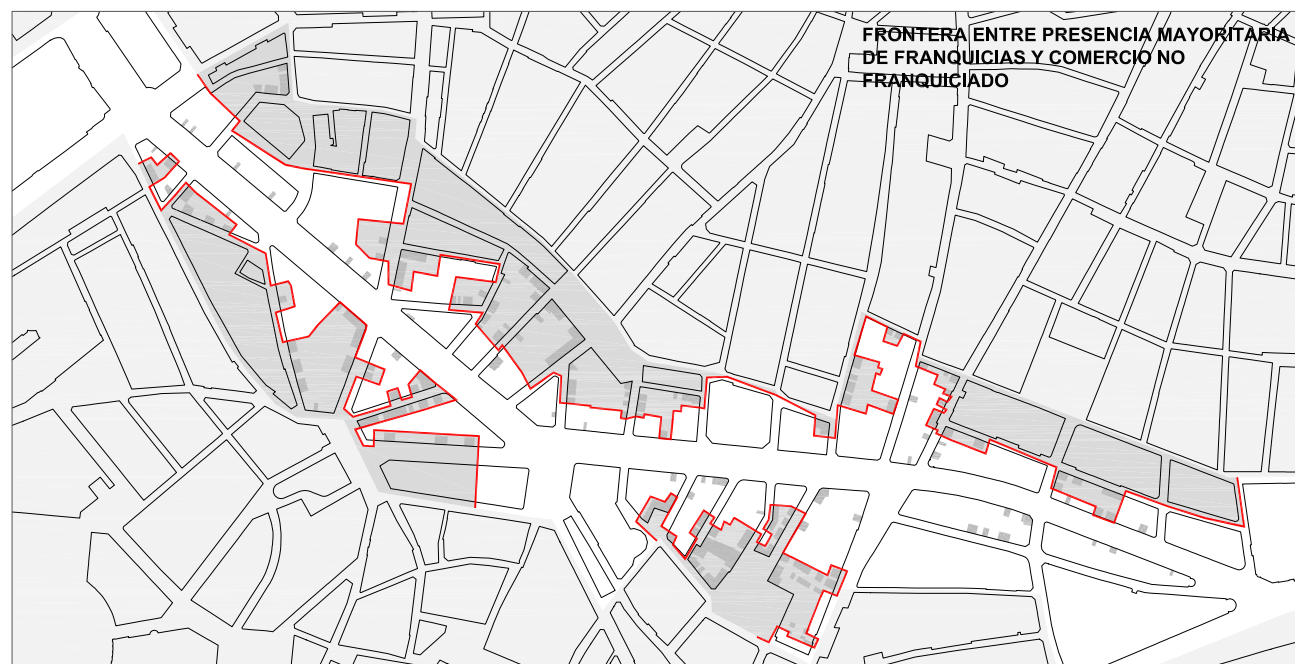 FRONTERA ENTRE PRESENCIA MAYORITARIA
DE FRANQUICIAS Y COMERCIO NO
FRANQUICIADO